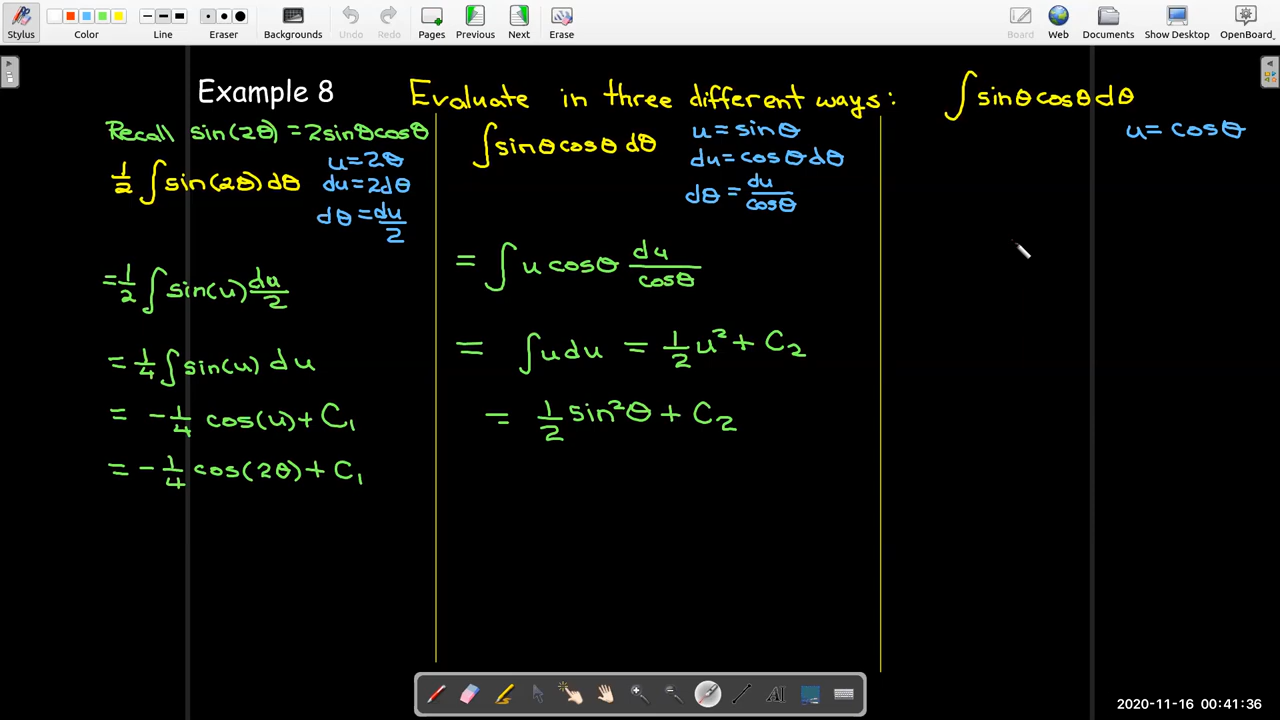 Stylus Color Line Eraser Backgrounds Undo Redo Pages Previous Next Erase Board Web Documents Show Desktop OpenBoard
Example 8 Evaluate in three different ways: ∫ sinθcosθdθ
Recall sin(2θ) = 2sinθcosθ
1/2 ∫ sin(2θ)dθ
u=2θ
du=2dθ
dθ = du/2
= 1/2 ∫ sin(u) du/2
= 1/4 ∫ sin(u) du
= -1/4 cos(u) + C₁
= -1/4 cos(2θ) + C₁
∫ sinθcosθ dθ
u = sinθ
du = cosθdθ
dθ = du/cosθ
= ∫ u cosθ du/cosθ
= ∫ u du = 1/2 u² + C₂
= 1/2 sin²θ + C₂
u = cosθ
AI
2020-11-16 00:41:36